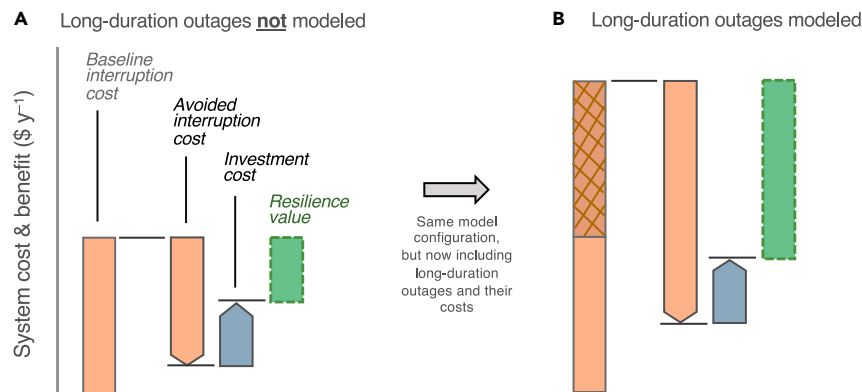 A Long-duration outages not modeled
B Long-duration outages modeled
System cost & benefit ($ y⁻¹)
Baseline
interruption
cost
Avoided
interruption
cost
Investment
cost
Resilience
value
Same model
configuration,
but now including
long-duration
outages and their
costs